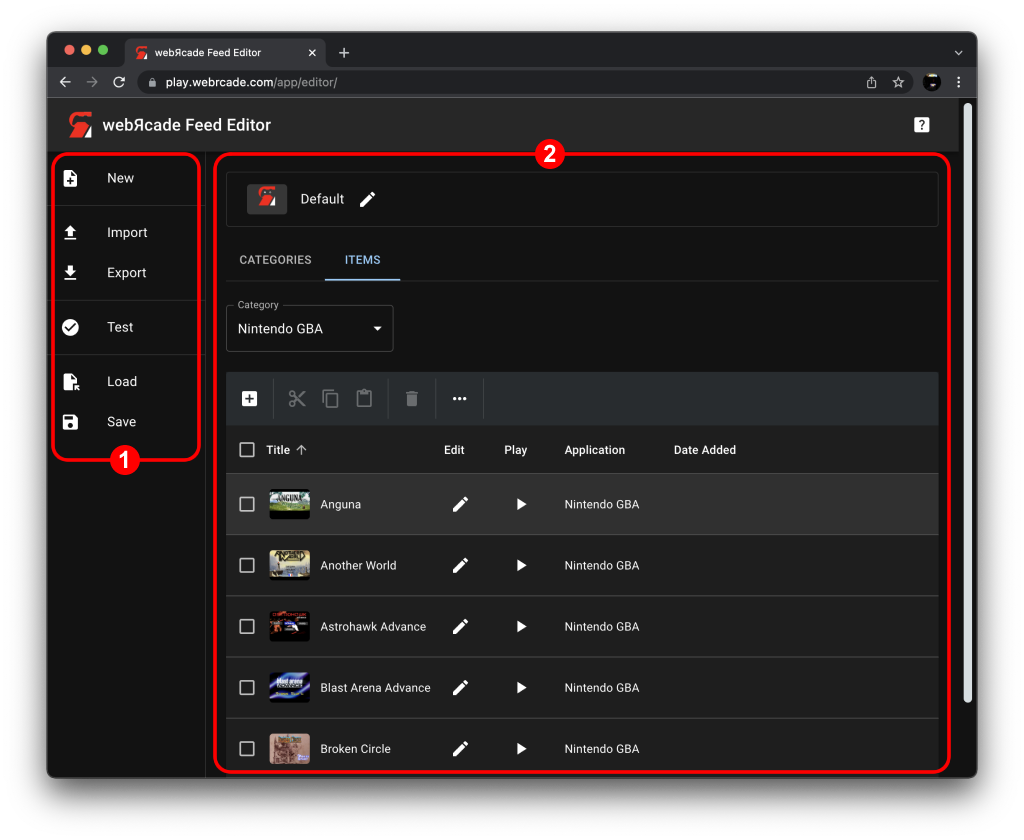 webЯcade Feed Editor
play.webrcade.com/app/editor/
webЯcade Feed Editor
?
1
2
New
Import
Export
Test
Load
Save
Default
CATEGORIES ITEMS
Category
Nintendo GBA
Title Edit Play Application Date Added
ANGUNA
Anguna Nintendo GBA
Another World Nintendo GBA
Astrohawk Advance Nintendo GBA
Blast Arena Advance Nintendo GBA
Broken Circle Nintendo GBA